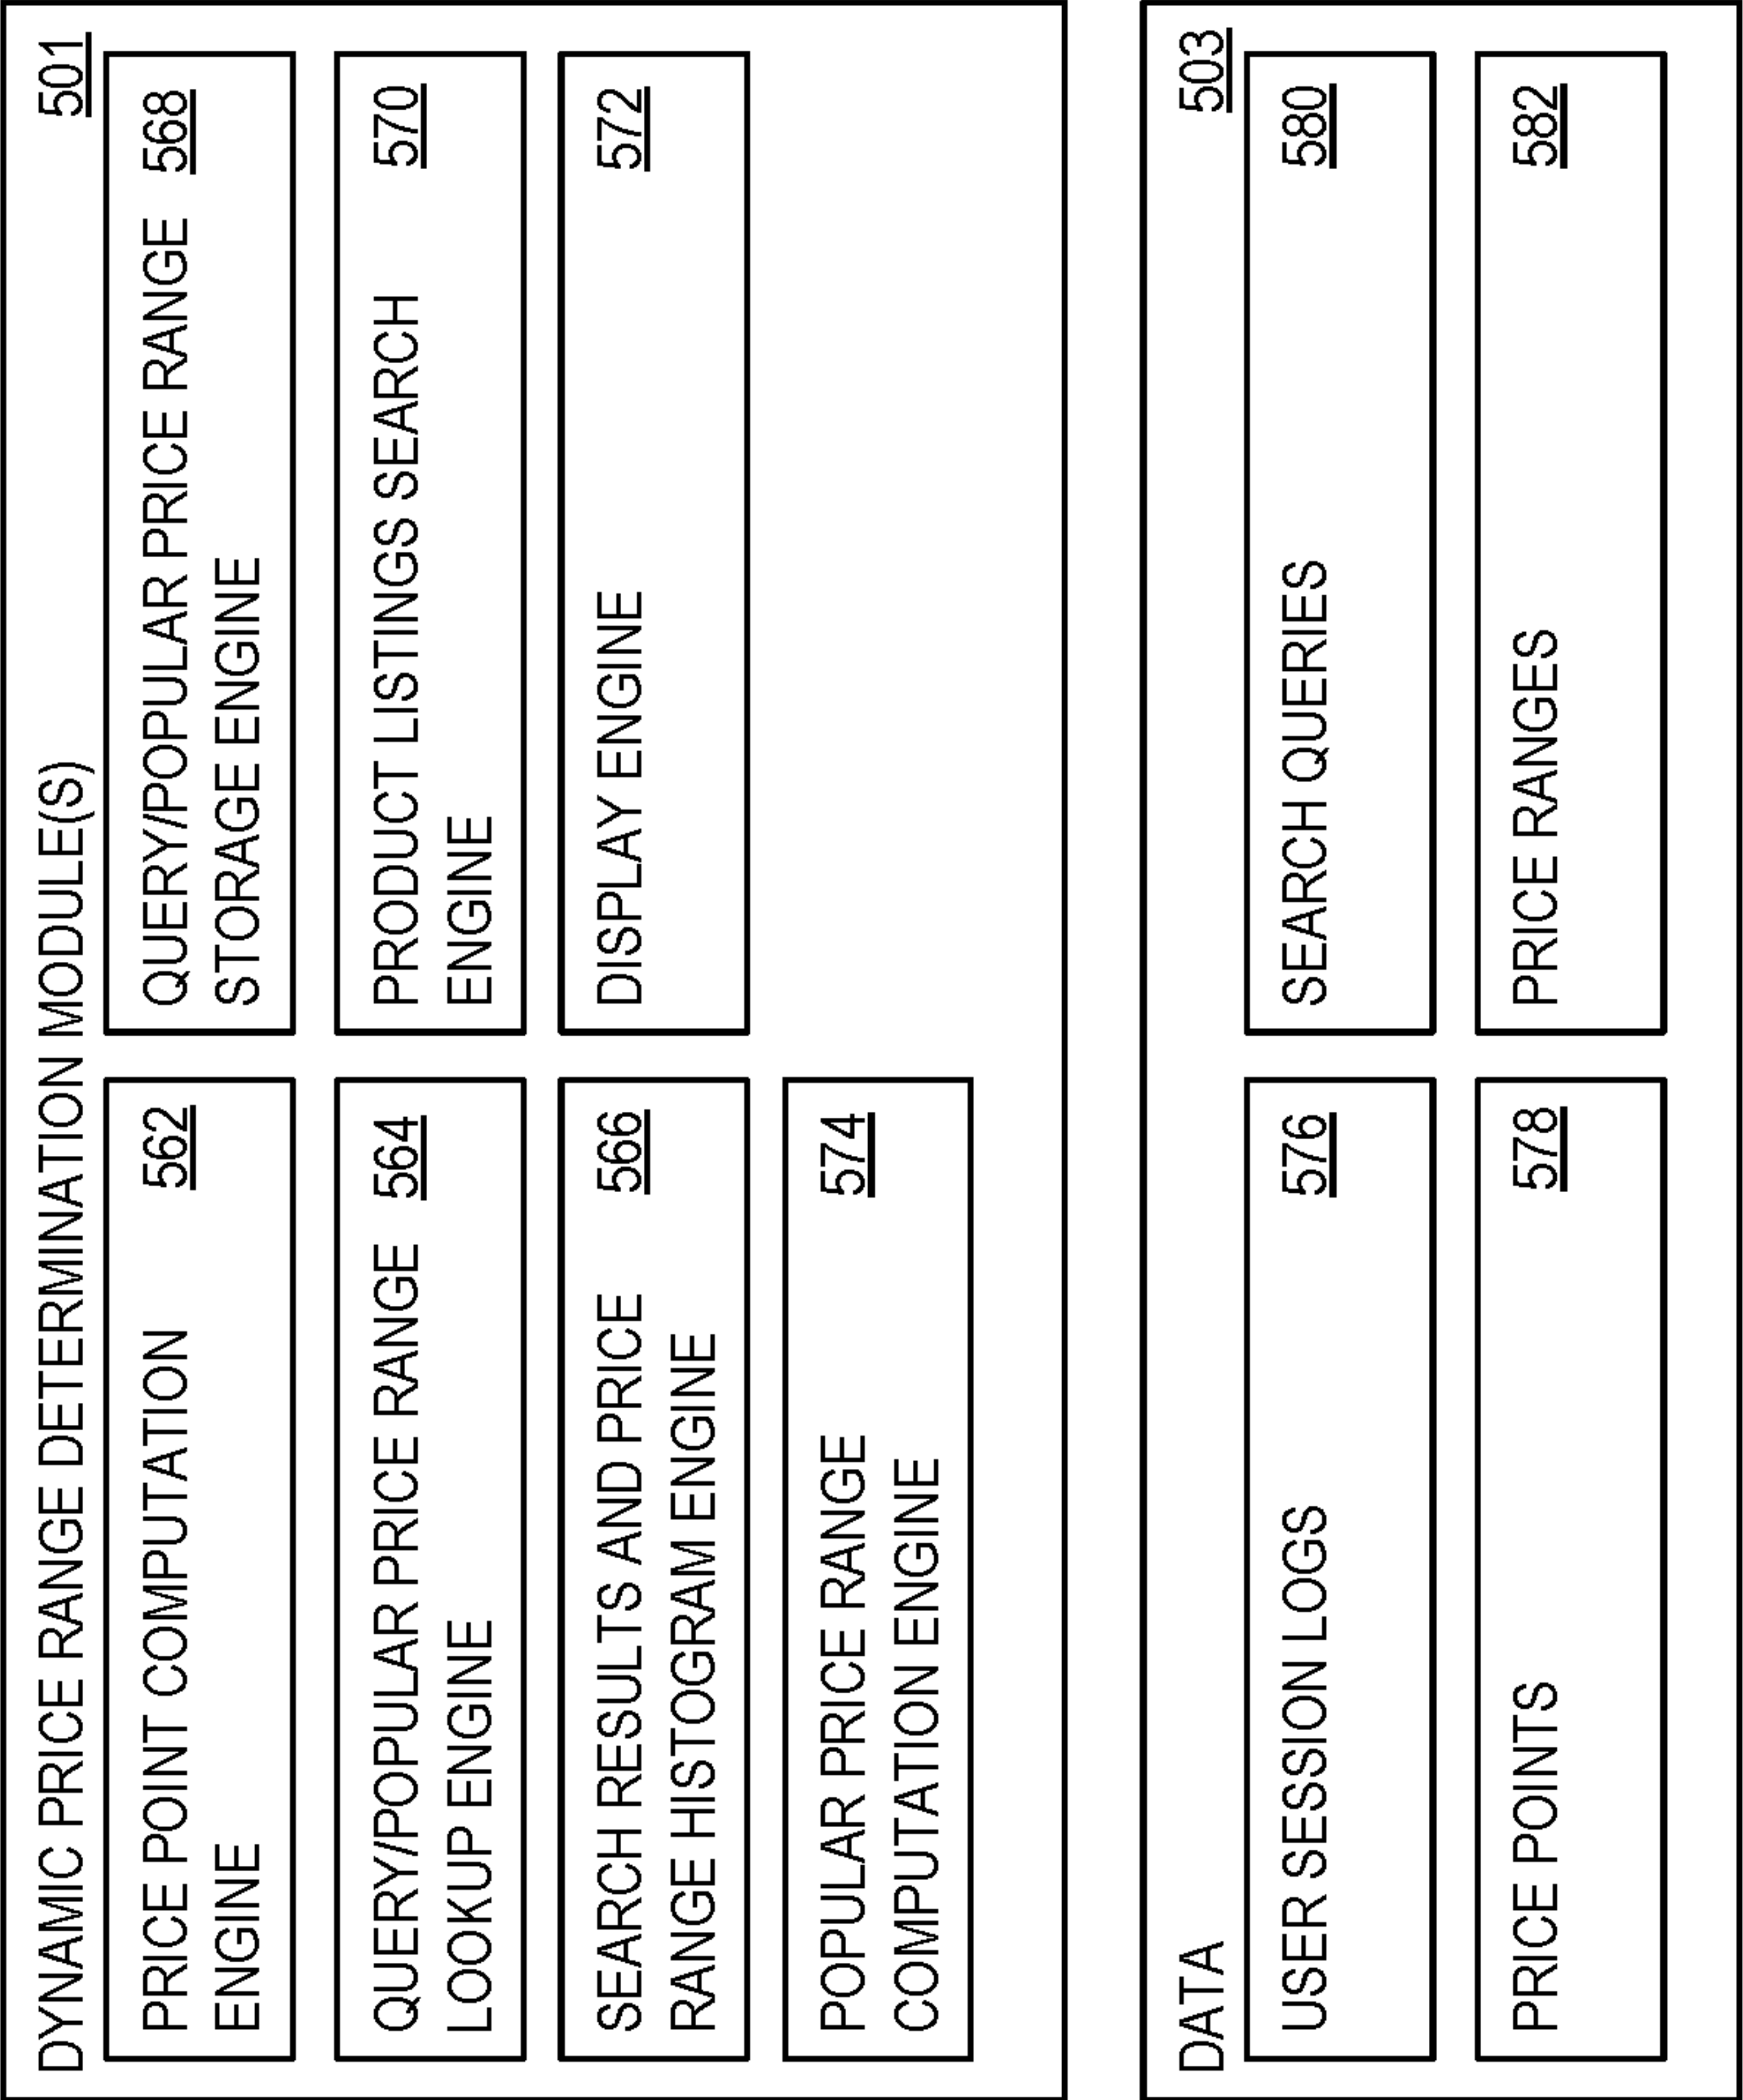 DYNAMIC PRICE RANGE DETERMINATION MODULE(S) 501
PRICE POINT COMPUTATION 562
ENGINE
QUERY/POPULAR PRICE RANGE 564
LOOKUP ENGINE
SEARCH RESULTS AND PRICE 566
RANGE HISTOGRAM ENGINE
POPULAR PRICE RANGE 574
COMPUTATION ENGINE
QUERY/POPULAR PRICE RANGE 568
STORAGE ENGINE
PRODUCT LISTINGS SEARCH 570
ENGINE
DISPLAY ENGINE 572
DATA 503
USER SESSION LOGS 576
PRICE POINTS 578
SEARCH QUERIES 580
PRICE RANGES 582